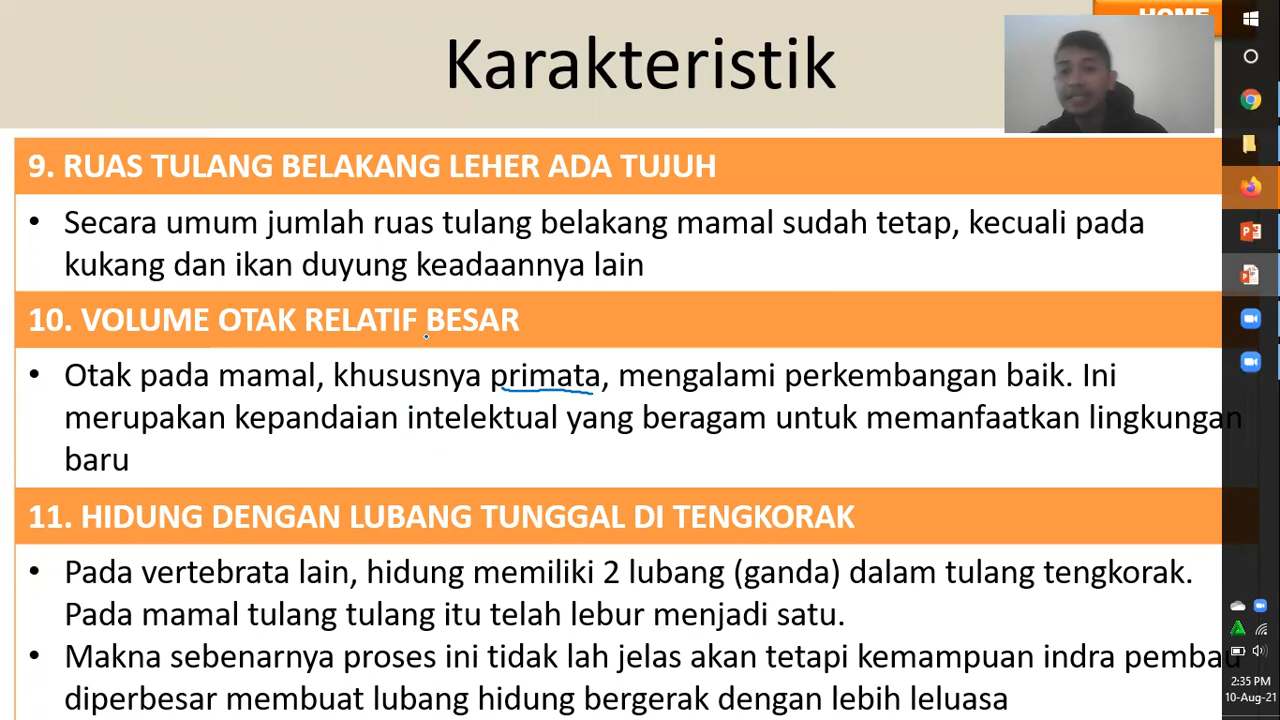 HOME
Karakteristik
9. RUAS TULANG BELAKANG LEHER ADA TUJUH
• Secara umum jumlah ruas tulang belakang mamal sudah tetap, kecuali pada
kukang dan ikan duyung keadaannya lain
10. VOLUME OTAK RELATIF BESAR
• Otak pada mamal, khususnya primata, mengalami perkembangan baik. Ini
merupakan kepandaian intelektual yang beragam untuk memanfaatkan lingkungan
baru
11. HIDUNG DENGAN LUBANG TUNGGAL DI TENGKORAK
• Pada vertebrata lain, hidung memiliki 2 lubang (ganda) dalam tulang tengkorak.
Pada mamal tulang tulang itu telah lebur menjadi satu.
• Makna sebenarnya proses ini tidak lah jelas akan tetapi kemampuan indra pembau
diperbesar membuat lubang hidung bergerak dengan lebih leluasa
2:35 PM
10-Aug-21